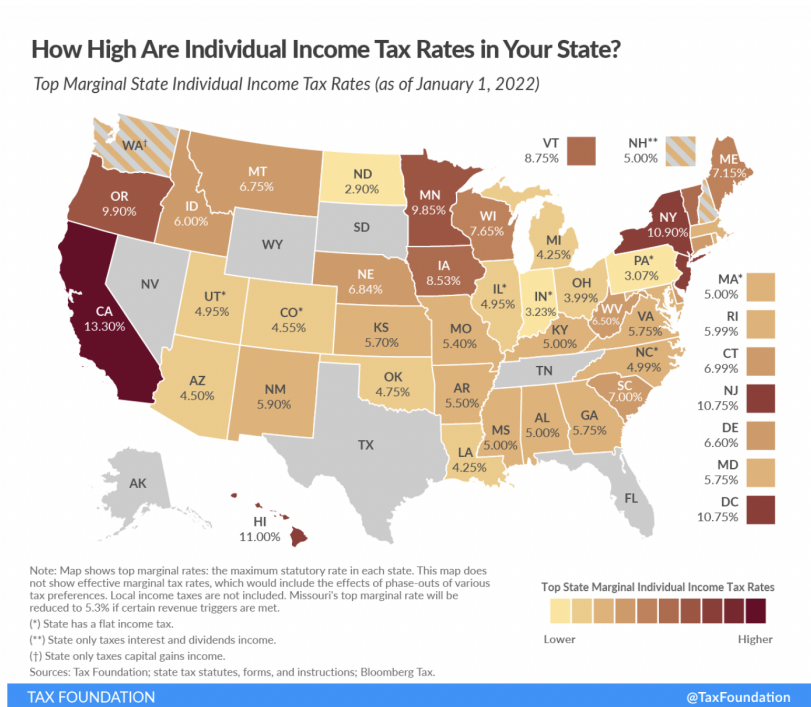 How High Are Individual Income Tax Rates in Your State?
Top Marginal State Individual Income Tax Rates (as of January 1, 2022)
WA†
OR
9.90%
CA
13.30%
NV
ID
6.00%
MT
6.75%
WY
UT*
4.95%
AZ
4.50%
CO*
4.55%
NM
5.90%
ND
2.90%
SD
NE
6.84%
KS
5.70%
OK
4.75%
TX
MN
9.85%
IA
8.53%
MO
5.40%
AR
5.50%
LA
4.25%
WI
7.65%
IL*
4.95%
MI
4.25%
IN*
3.23%
OH
3.99%
KY
5.00%
TN
MS
5.00%
AL
5.00%
GA
5.75%
FL
SC
7.00%
NC*
4.99%
VA
5.75%
WV
6.50%
PA*
3.07%
NY
10.90%
ME
7.15%
VT
8.75%
NH**
5.00%
MA*
5.00%
RI
5.99%
CT
6.99%
NJ
10.75%
DE
6.60%
MD
5.75%
DC
10.75%
AK
HI
11.00%
Note: Map shows top marginal rates: the maximum statutory rate in each state. This map does
not show effective marginal tax rates, which would include the effects of phase-outs of various
tax preferences. Local income taxes are not included. Missouri's top marginal rate will be
reduced to 5.3% if certain revenue triggers are met.
(*) State has a flat income tax.
(**) State only taxes interest and dividends income.
(†) State only taxes capital gains income.
Sources: Tax Foundation; state tax statutes, forms, and instructions; Bloomberg Tax.
Top State Marginal Individual Income Tax Rates
Lower
Higher
TAX FOUNDATION
@TaxFoundation